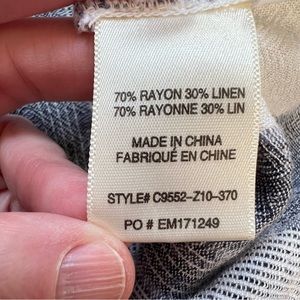 70% RAYON 30% LINEN
70% RAYONNE 30% LIN
MADE IN CHINA
FABRIQUÉ EN CHINE
STYLE# C9552-Z10-370
PO # EM171249